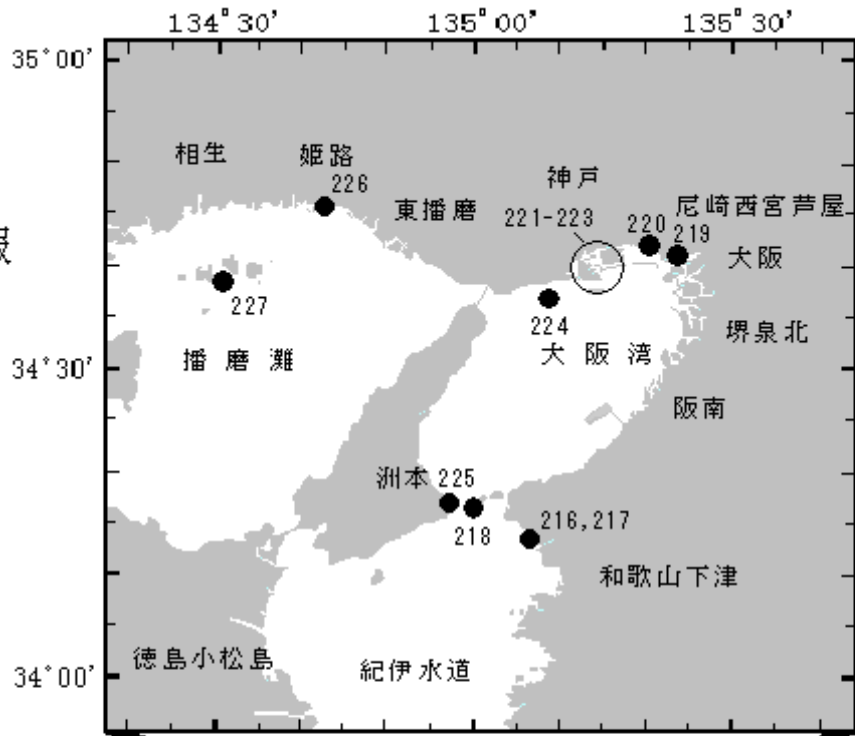 134°30' 135°00' 135°30'
35°00'
相生 姫路
226
神戸
東播磨
尼崎西宮芦屋
221-223
220 219
大阪
227
224
堺泉北
播磨灘
大阪湾
34°30'
阪南
洲本 225
218
216,217
和歌山下津
徳島小松島
紀伊水道
34°00'